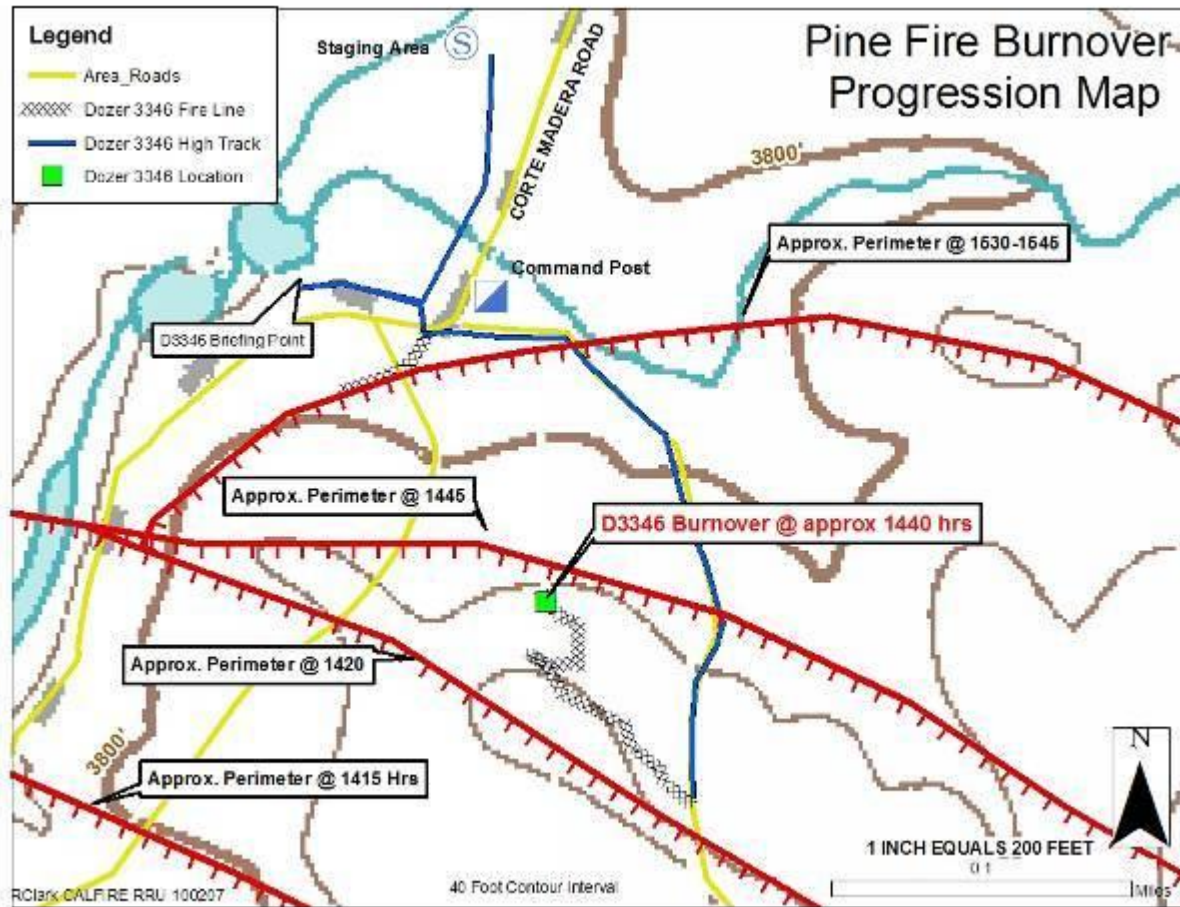 Pine Fire Burnover
Progression Map
Legend
Area_Roads
Dozer 3346 Fire Line
Dozer 3346 High Track
Dozer 3346 Location
Staging Area
S
CORTE MADERA ROAD
3800'
Approx. Perimeter @ 1530-1545
Command Post
D3346 Briefing Point
Approx. Perimeter @ 1445
D3346 Burnover @ approx 1440 hrs
Approx. Perimeter @ 1420
3800'
Approx. Perimeter @ 1415 Hrs
N
1 INCH EQUALS 200 FEET
0.1
Miles
40 Foot Contour Interval
RClark CALFIRE RRU 100207